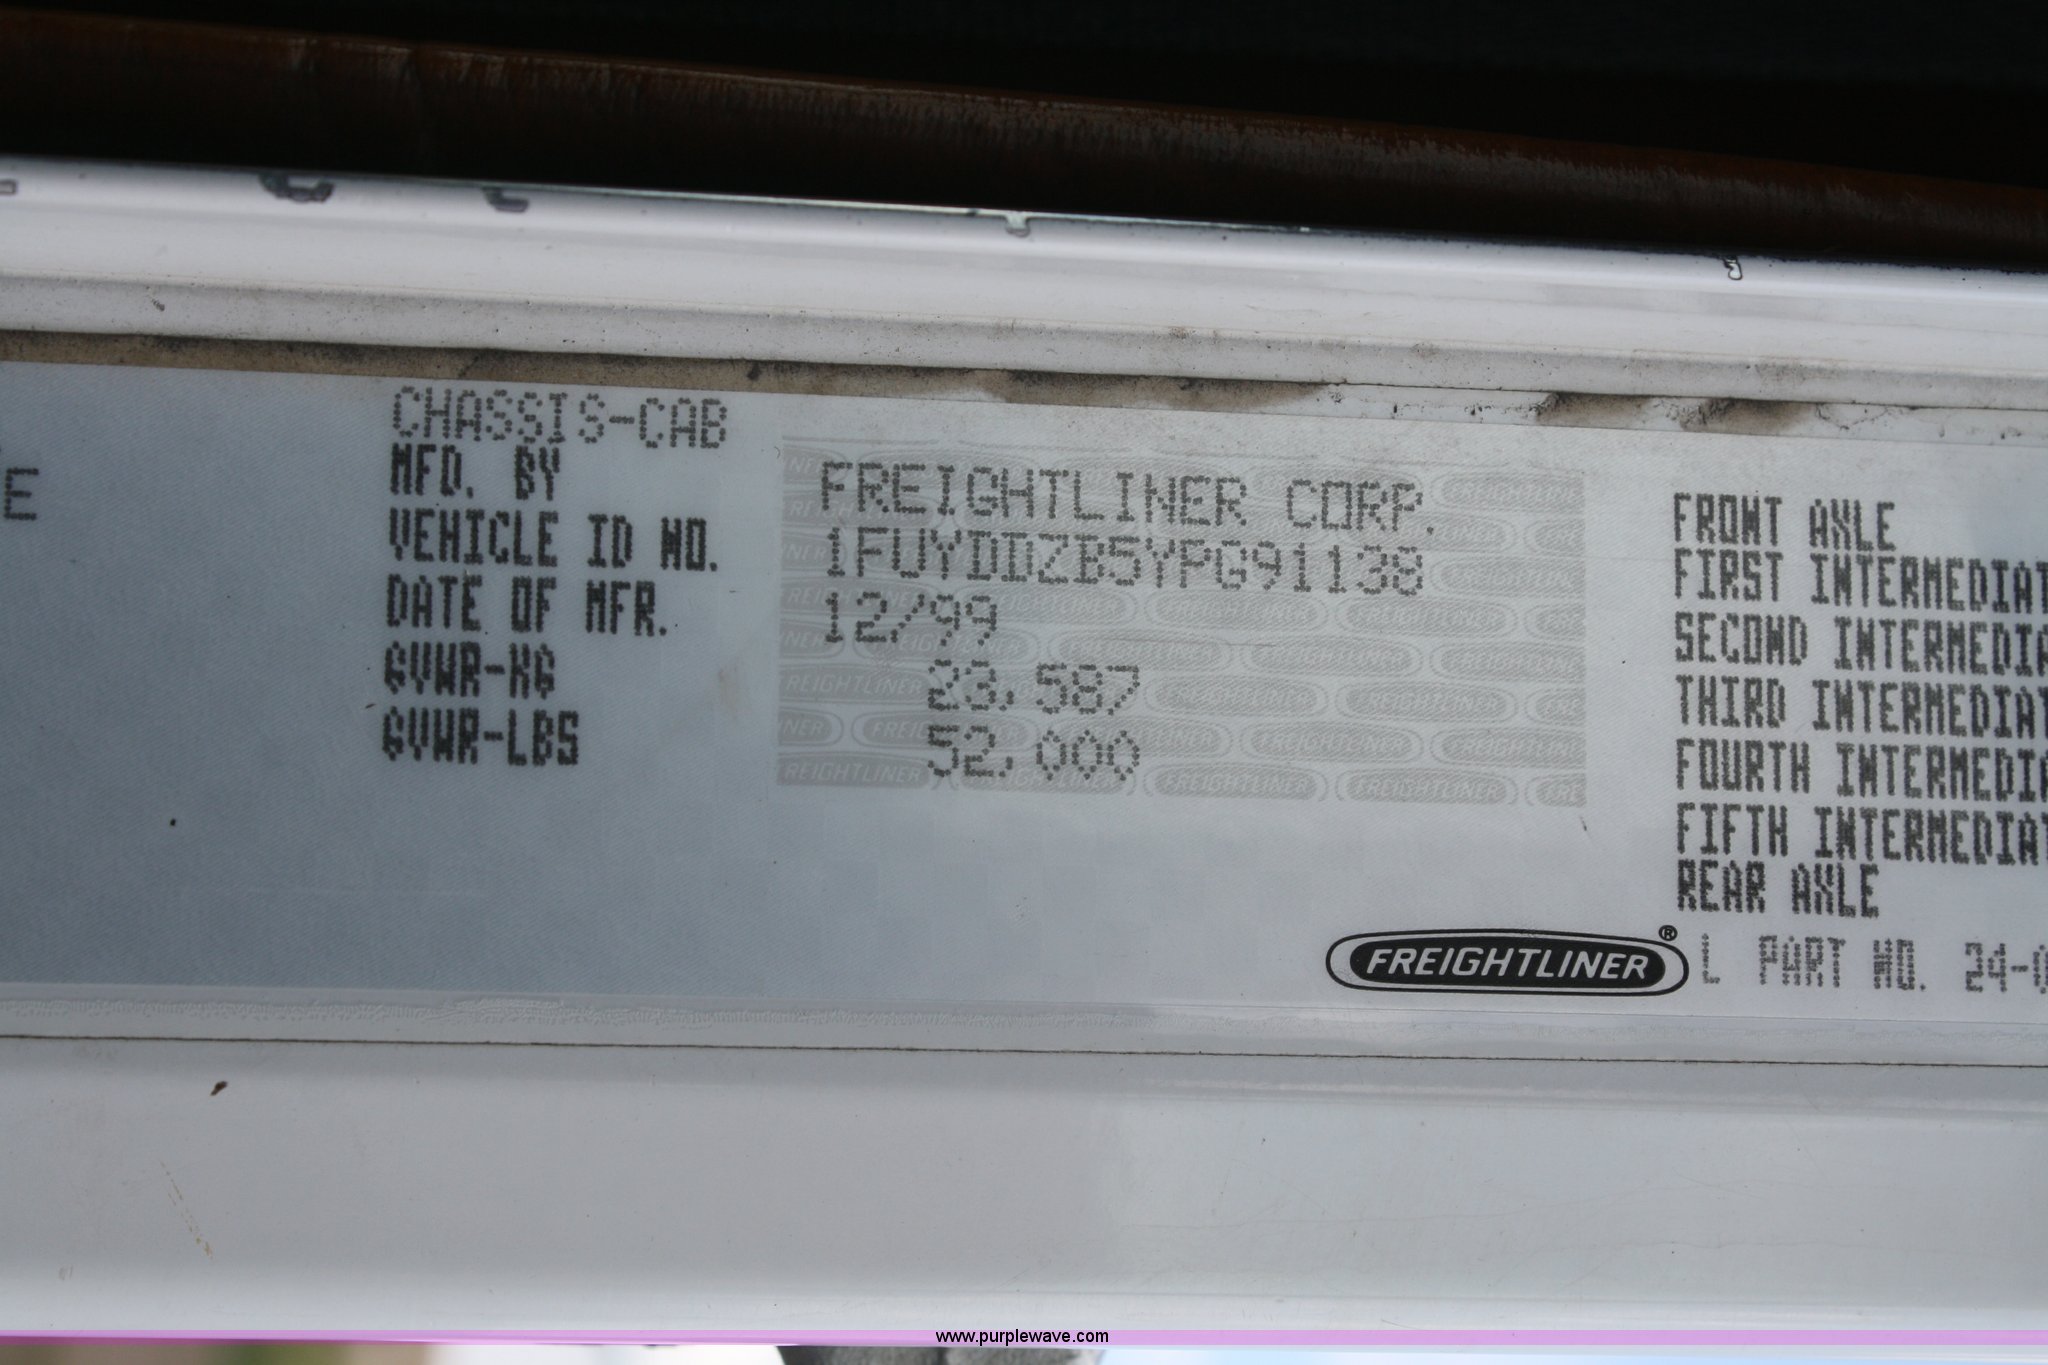 E
CHASSIS-CAB
MFD. BY FREIGHTLINER CORP.
VEHICLE ID NO. 1FUYDDZB5YPG91138
DATE OF MFR. 12/99
GVWR-KG 23,587
GVWR-LBS 52,000
FRONT AXLE
FIRST INTERMEDIAT
SECOND INTERMEDIA
THIRD INTERMEDIAT
FOURTH INTERMEDIA
FIFTH INTERMEDIAT
REAR AXLE
FREIGHTLINER®
L PART NO. 24-
www.purplewave.com